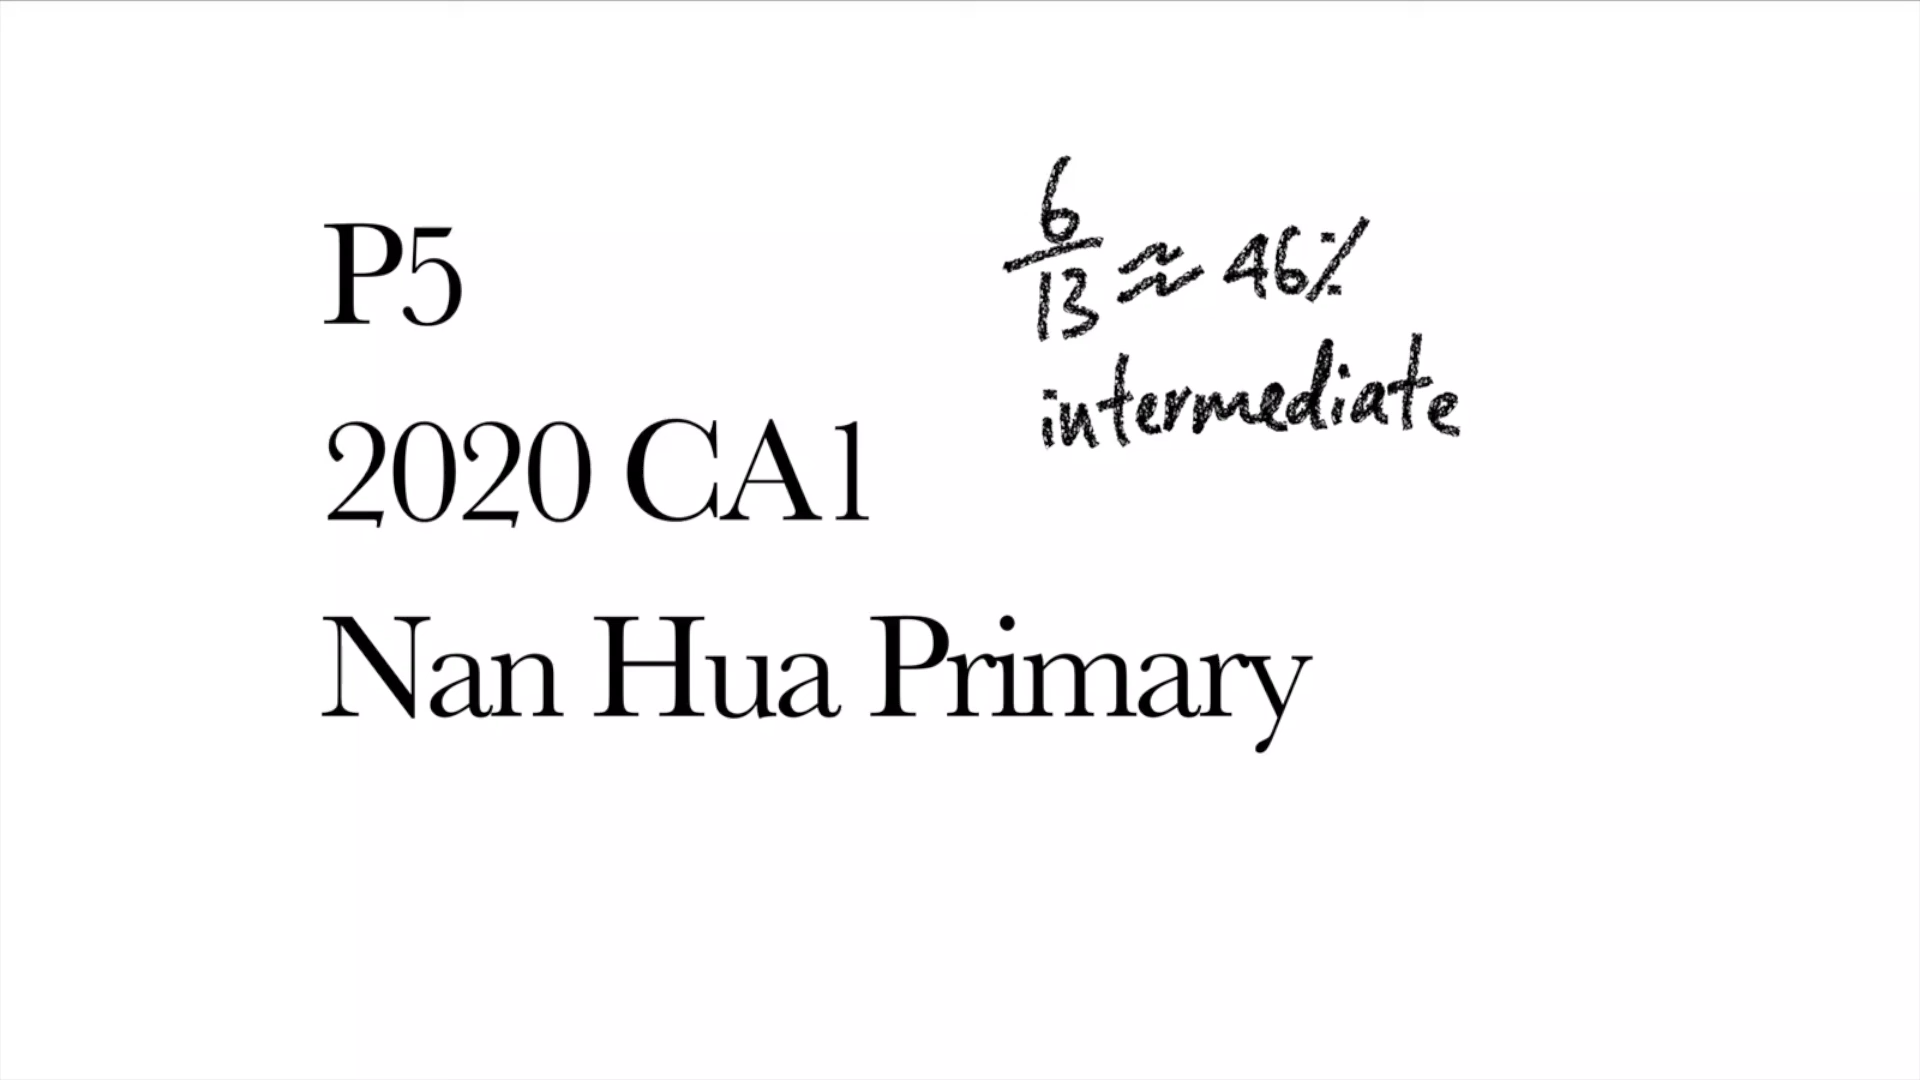 P5
6/13 ≈ 46%
intermediate
2020 CA1
Nan Hua Primary